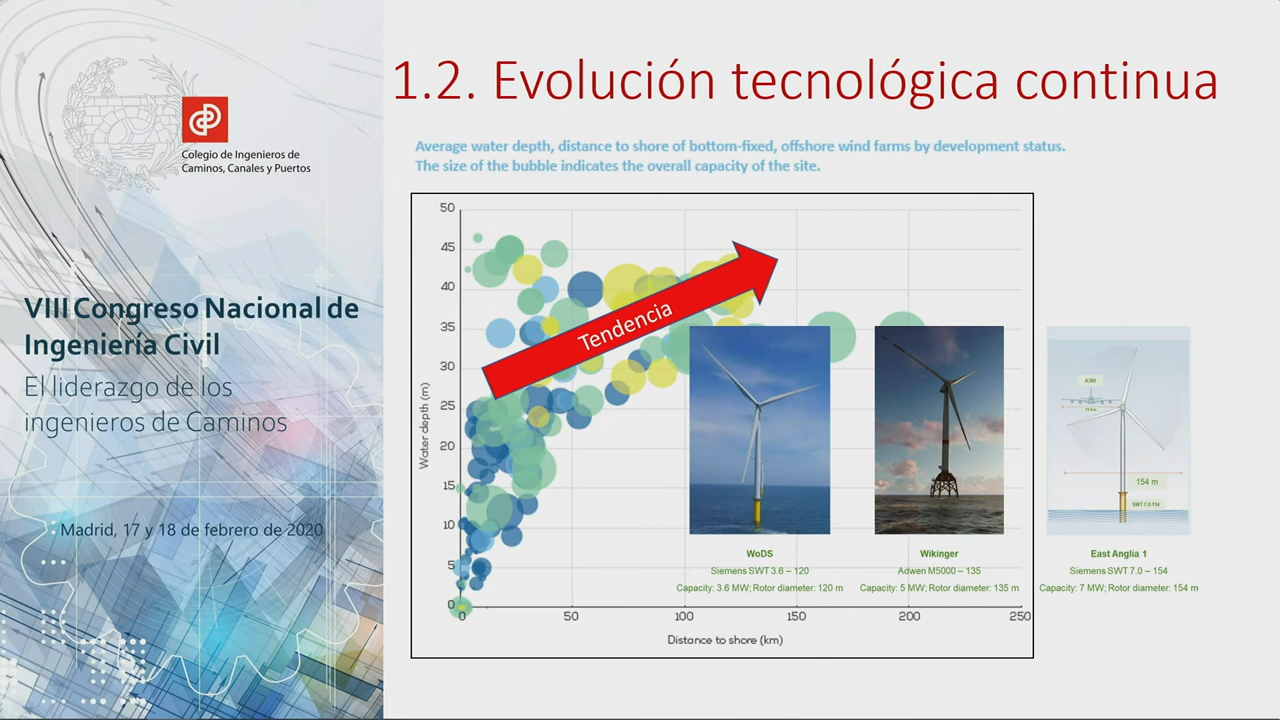 Colegio de Ingenieros de
Caminos, Canales y Puertos
VIII Congreso Nacional de
Ingeniería Civil
El liderazgo de los
ingenieros de Caminos
Madrid, 17 y 18 de febrero de 2020
1.2. Evolución tecnológica continua
Average water depth, distance to shore of bottom-fixed, offshore wind farms by development status.
The size of the bubble indicates the overall capacity of the site.
50
45
40
35
30
25
20
15
10
5
0
Water depth (m)
0
50
100
150
200
250
Distance to shore (km)
Tendencia
WoDS
Siemens SWT 3.6 – 120
Capacity: 3.6 MW; Rotor diameter: 120 m
Wikinger
Adwen M5000 – 135
Capacity: 5 MW; Rotor diameter: 135 m
A380
154 m
SWT 7.0-154
East Anglia 1
Siemens SWT 7.0 – 154
Capacity: 7 MW; Rotor diameter: 154 m